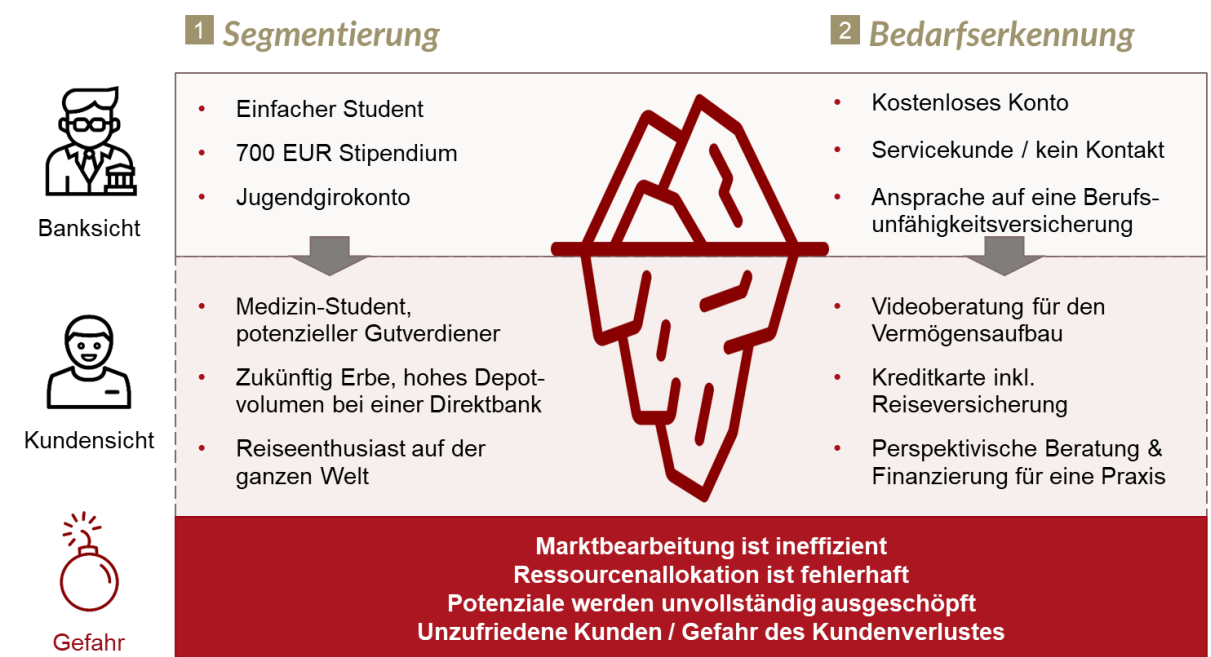 1 Segmentierung
2 Bedarfserkennung
Banksicht
• Einfacher Student
• 700 EUR Stipendium
• Jugendgirokonto
• Kostenloses Konto
• Servicekunde / kein Kontakt
• Ansprache auf eine Berufs-
unfähigkeitsversicherung
Kundensicht
• Medizin-Student,
potenzieller Gutverdiener
• Zukünftig Erbe, hohes Depot-
volumen bei einer Direktbank
• Reiseenthusiast auf der
ganzen Welt
• Videoberatung für den
Vermögensaufbau
• Kreditkarte inkl.
Reiseversicherung
• Perspektivische Beratung &
Finanzierung für eine Praxis
Gefahr
Marktbearbeitung ist ineffizient
Ressourcenallokation ist fehlerhaft
Potenziale werden unvollständig ausgeschöpft
Unzufriedene Kunden / Gefahr des Kundenverlustes